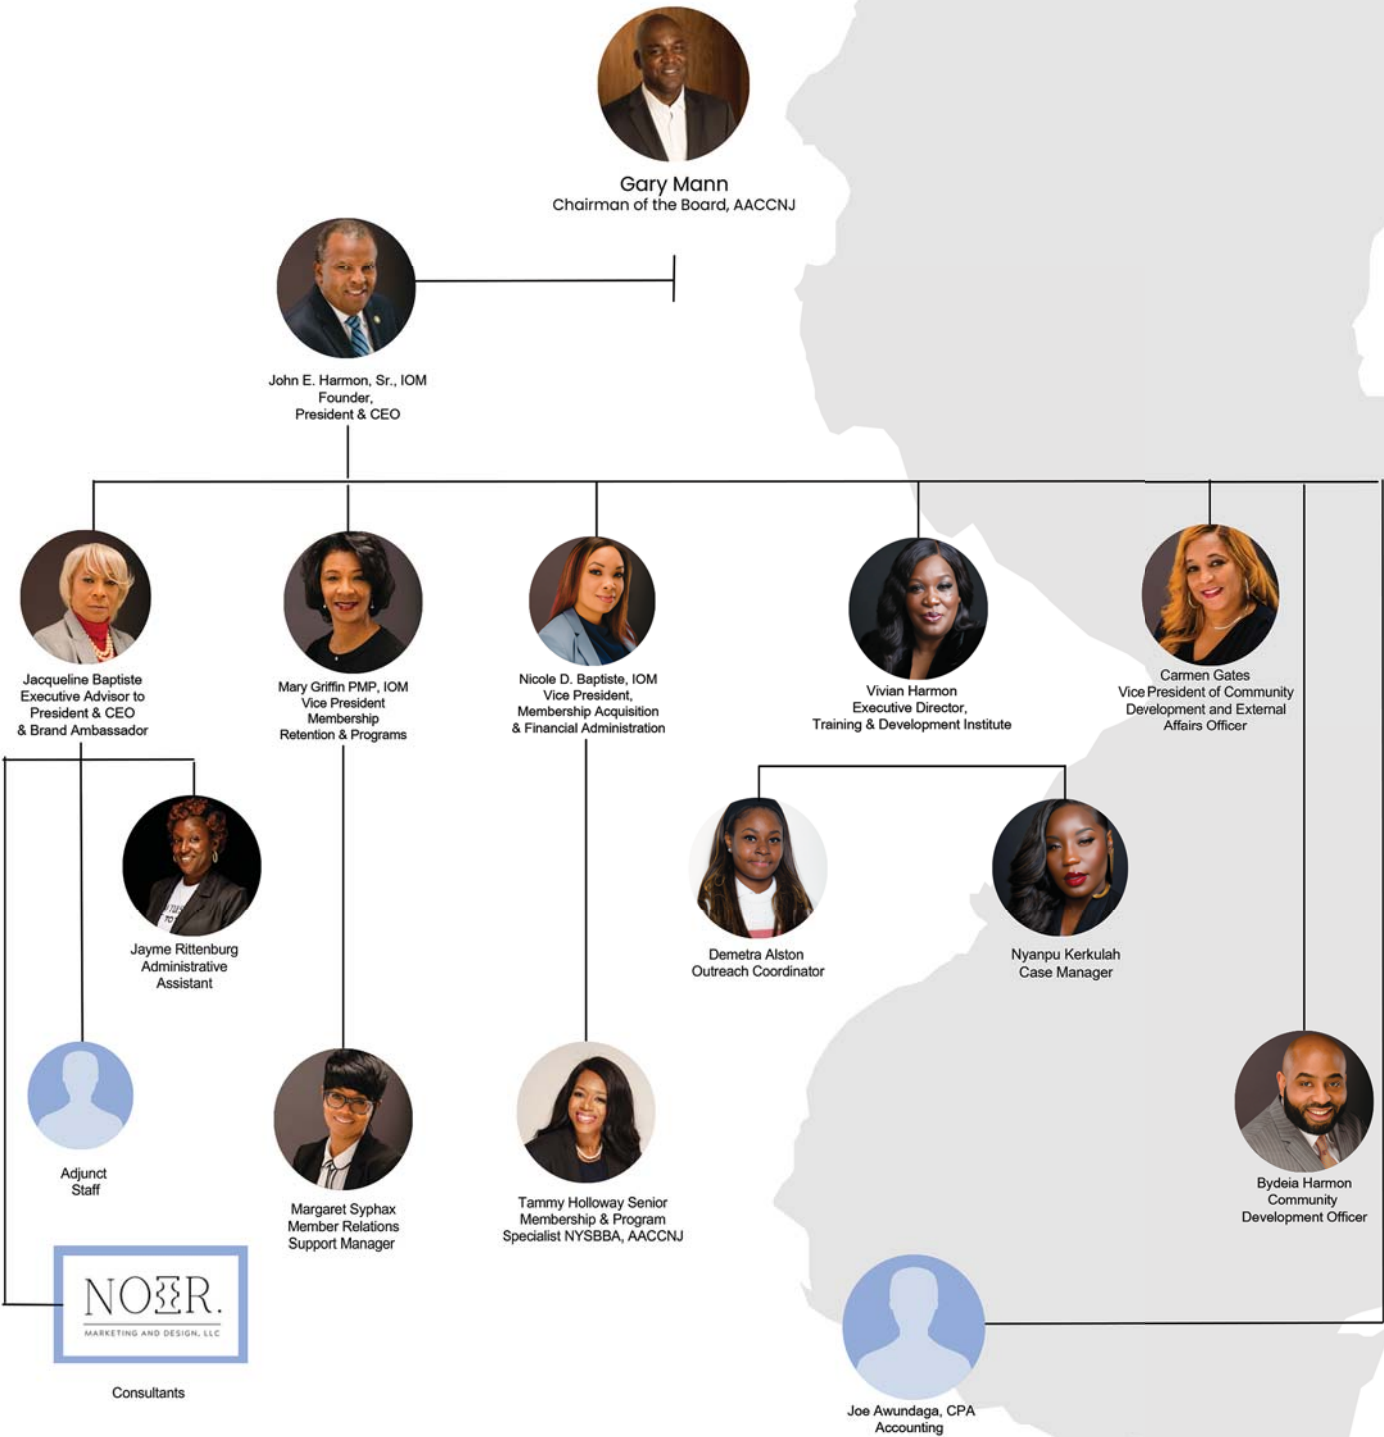 Gary Mann
Chairman of the Board, AACCNJ
John E. Harmon, Sr., IOM
Founder,
President & CEO
Jacqueline Baptiste
Executive Advisor to
President & CEO
& Brand Ambassador
Mary Griffin PMP, IOM
Vice President
Membership
Retention & Programs
Nicole D. Baptiste, IOM
Vice President,
Membership Acquisition
& Financial Administration
Vivian Harmon
Executive Director,
Training & Development Institute
Carmen Gates
Vice President of Community
Development and External
Affairs Officer
Jayme Rittenburg
Administrative
Assistant
Demetra Alston
Outreach Coordinator
Nyanpu Kerkulah
Case Manager
Adjunct
Staff
Margaret Syphax
Member Relations
Support Manager
Tammy Holloway Senior
Membership & Program
Specialist NYSBBA, AACCNJ
Bydeia Harmon
Community
Development Officer
NOIR.
MARKETING AND DESIGN, LLC
Consultants
Joe Awundaga, CPA
Accounting